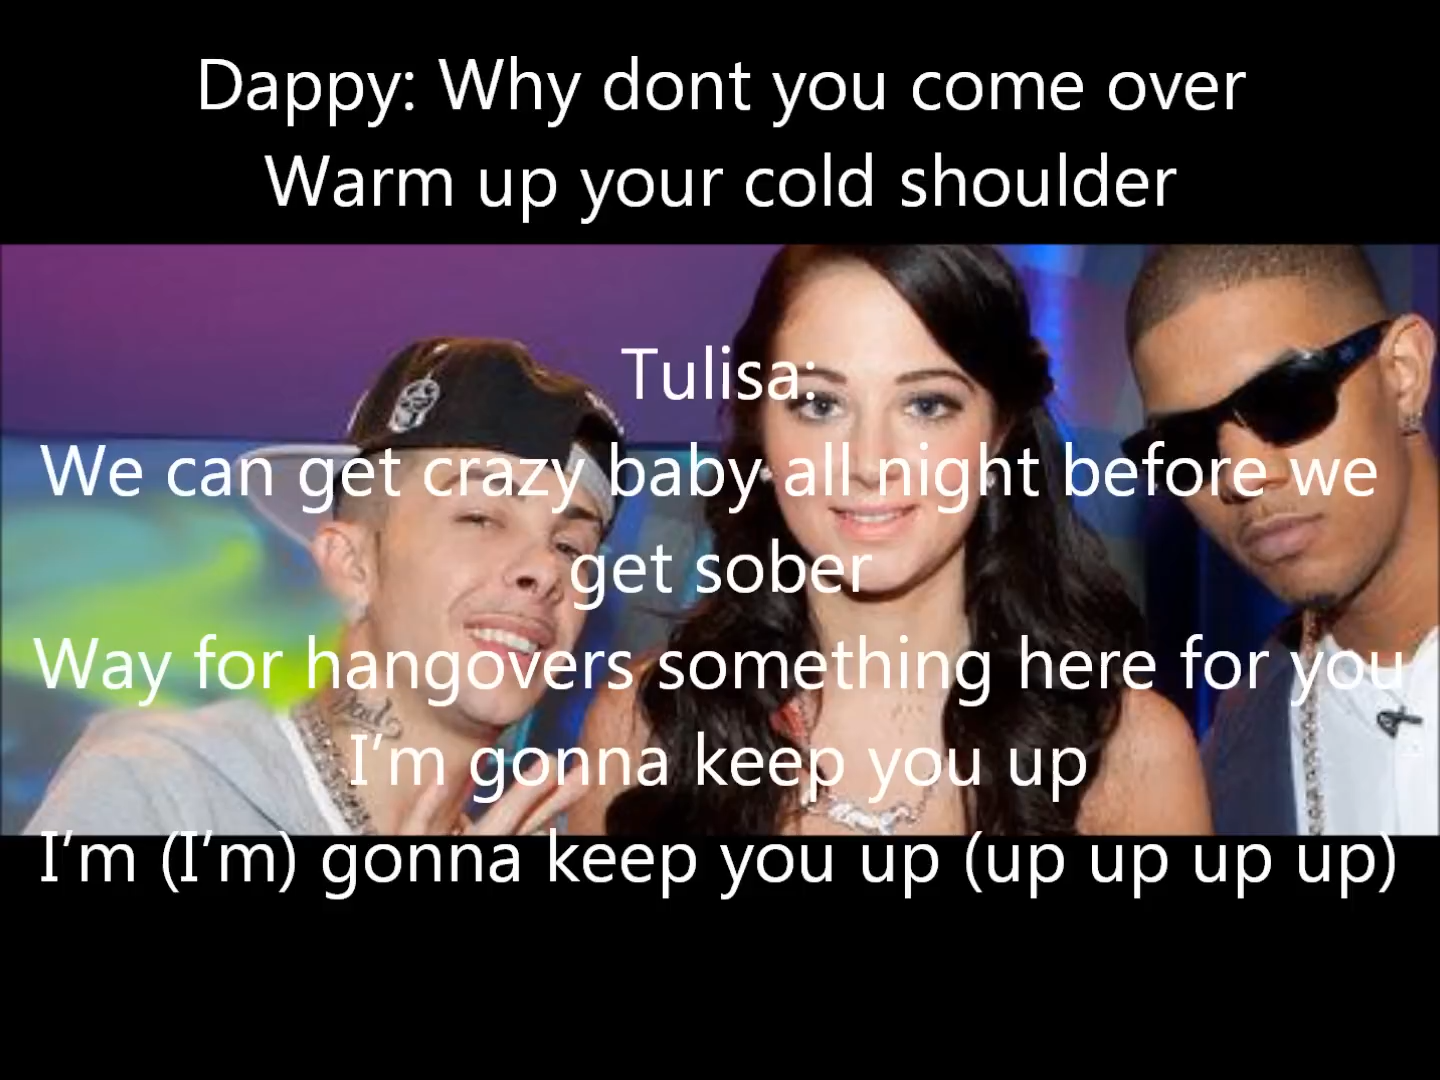 Dappy: Why dont you come over
Warm up your cold shoulder
Tulisa:
We can get crazy baby all night before we
get sober
Way for hangovers something here for you
I’m gonna keep you up
I’m (I’m) gonna keep you up (up up up up)